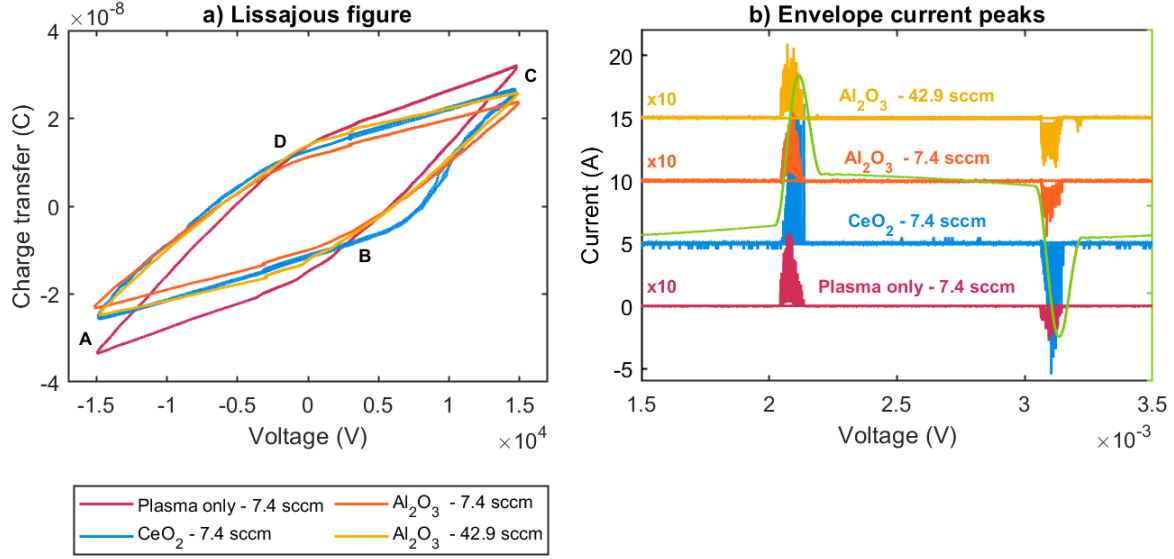 a) Lissajous figure
×10⁻⁸
4
2
0
-2
-4
Charge transfer (C)
A
B
C
D
-1.5 -1 -0.5 0 0.5 1 1.5
Voltage (V)
×10⁴
b) Envelope current peaks
20
15
10
5
0
-5
Current (A)
x10
Al₂O₃ - 42.9 sccm
x10
Al₂O₃ - 7.4 sccm
CeO₂ - 7.4 sccm
x10
Plasma only - 7.4 sccm
1.5 2 2.5 3 3.5
Voltage (V)
×10⁻³
Plasma only - 7.4 sccm
Al₂O₃ - 7.4 sccm
CeO₂ - 7.4 sccm
Al₂O₃ - 42.9 sccm